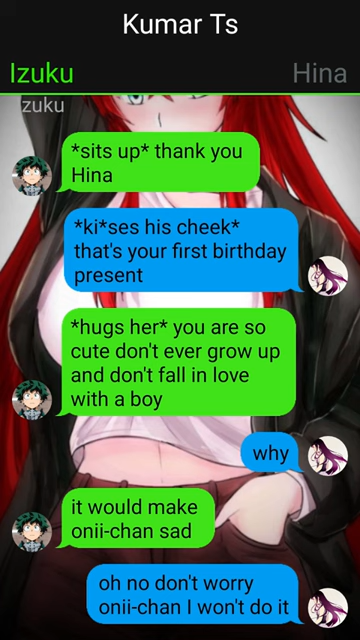 Kumar Ts
Izuku
Hina
Izuku
*sits up* thank you
Hina
*ki*ses his cheek*
that's your first birthday
present
*hugs her* you are so
cute don't ever grow up
and don't fall in love
with a boy
why
it would make
onii-chan sad
oh no don't worry
onii-chan I won't do it